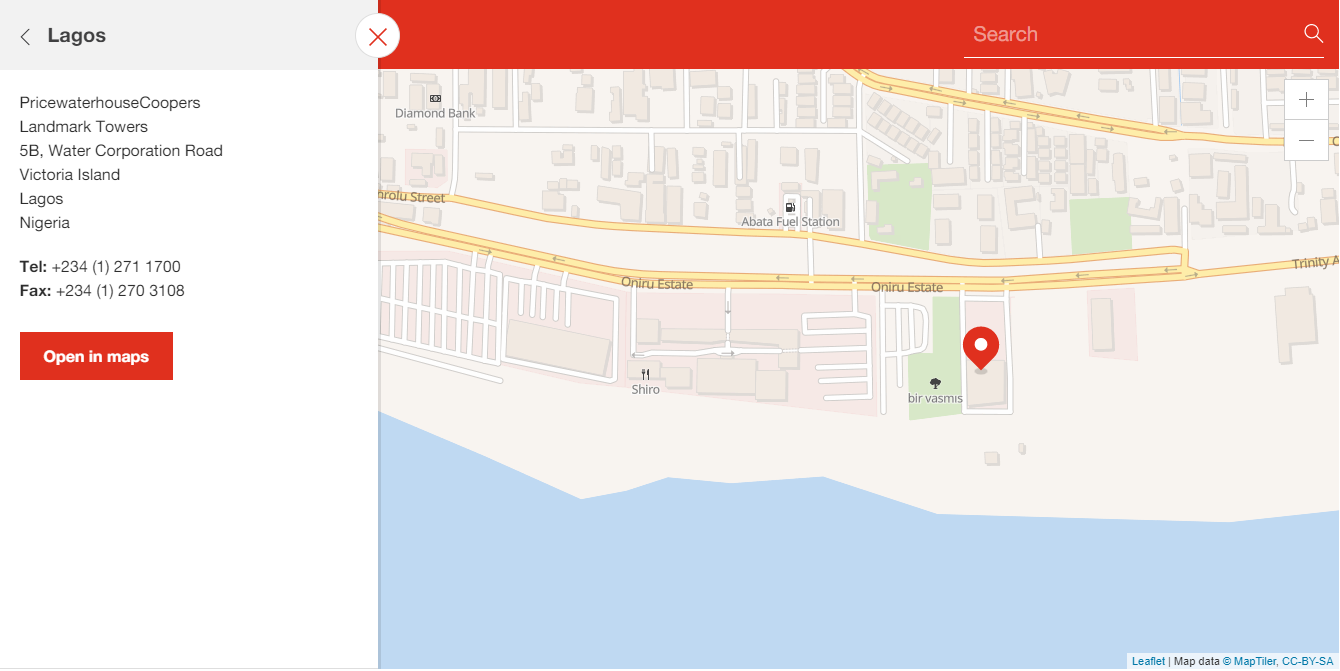 Lagos
PricewaterhouseCoopers
Landmark Towers
5B, Water Corporation Road
Victoria Island
Lagos
Nigeria
Tel: +234 (1) 271 1700
Fax: +234 (1) 270 3108
Open in maps
Search
Diamond Bank
nrolu Street
Abata Fuel Station
Oniru Estate
Oniru Estate
Trinity A
Shiro
bir vasmıs
+
−
Leaflet | Map data © MapTiler, CC-BY-SA